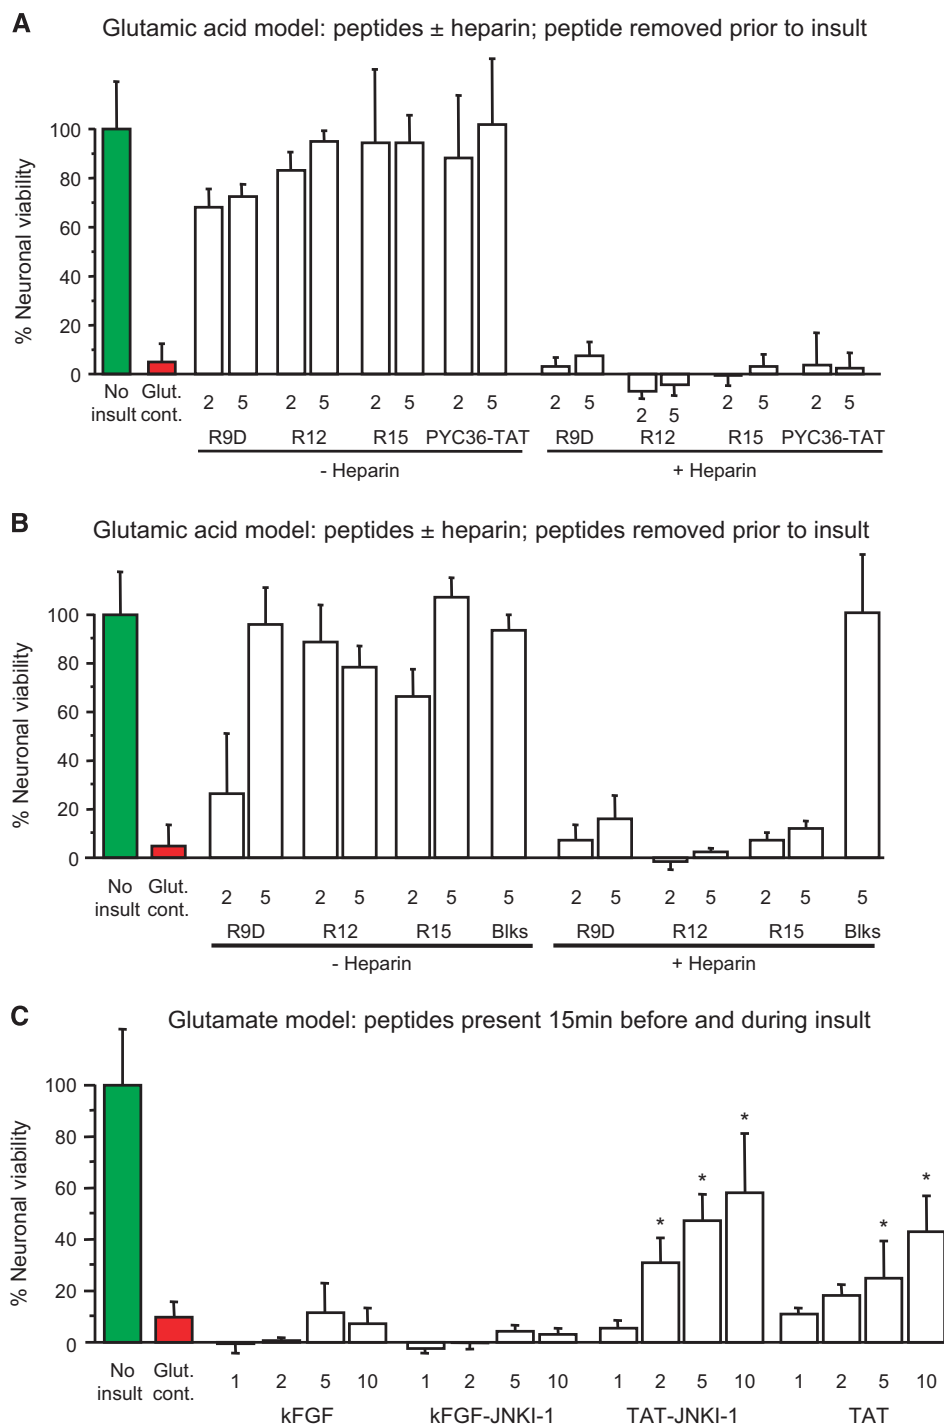 A
Glutamic acid model: peptides ± heparin; peptide removed prior to insult
% Neuronal viability
100
80
60
40
20
0
No insult
Glut. cont.
2 5 2 5 2 5 2 5 2 5 2 5 2 5 2 5
R9D R12 R15 PYC36-TAT R9D R12 R15 PYC36-TAT
- Heparin + Heparin
B
Glutamic acid model: peptides ± heparin; peptides removed prior to insult
% Neuronal viability
100
80
60
40
20
0
No insult
Glut. cont.
2 5 2 5 2 5 5 2 5 2 5 2 5 5
R9D R12 R15 Blks R9D R12 R15 Blks
- Heparin + Heparin
C
Glutamate model: peptides present 15min before and during insult
% Neuronal viability
100
80
60
40
20
0
* * * * *
No insult
Glut. cont.
1 2 5 10 1 2 5 10 1 2 5 10 1 2 5 10
kFGF kFGF-JNKI-1 TAT-JNKI-1 TAT